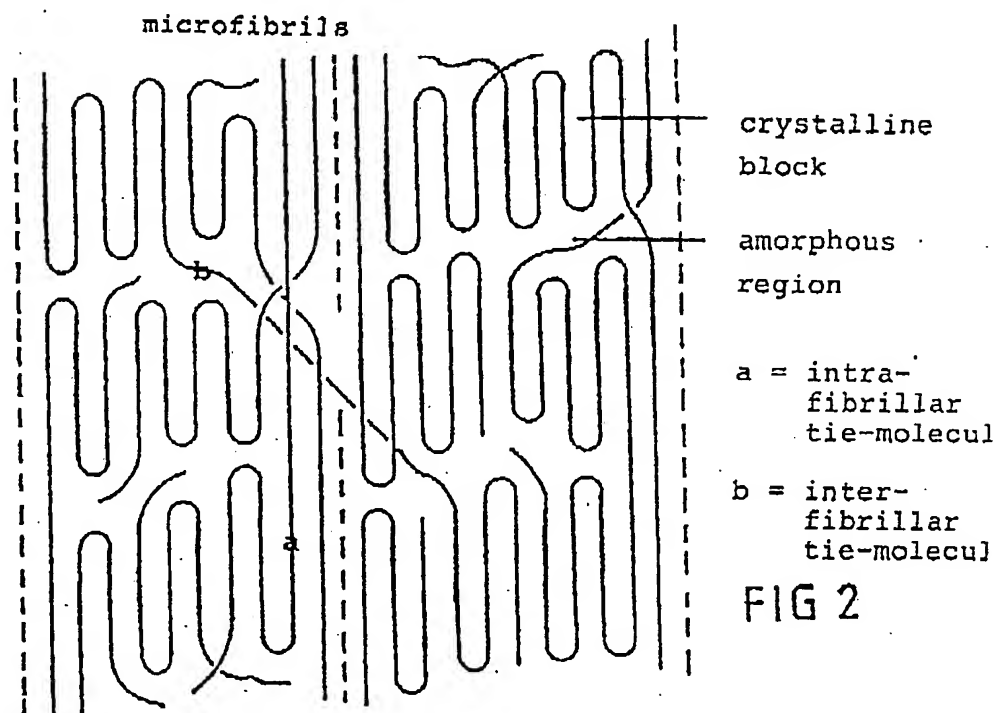 microfibrils
crystalline
block
amorphous
region
b
a = intra-
fibrillar
tie-molecul
a
b = inter-
fibrillar
tie-molecul
FIG 2